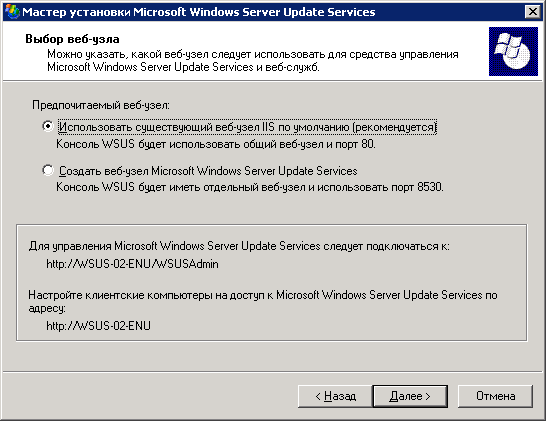 Мастер установки Microsoft Windows Server Update Services
Выбор веб-узла
Можно указать, какой веб-узел следует использовать для средства управления
Microsoft Windows Server Update Services и веб-служб.
Предпочитаемый веб-узел:
Использовать существующий веб-узел IIS по умолчанию (рекомендуется)
Консоль WSUS будет использовать общий веб-узел и порт 80.
Создать веб-узел Microsoft Windows Server Update Services
Консоль WSUS будет иметь отдельный веб-узел и использовать порт 8530.
Для управления Microsoft Windows Server Update Services следует подключаться к:
http://WSUS-02-ENU/WSUSAdmin
Настройте клиентские компьютеры на доступ к Microsoft Windows Server Update Services по
адресу:
http://WSUS-02-ENU
< Назад Далее > Отмена